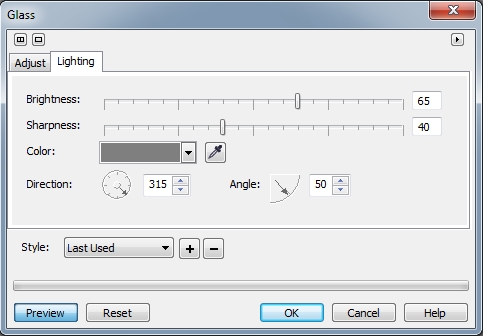 Glass
Adjust Lighting
Brightness: 65
Sharpness: 40
Color:
Direction: 315 Angle: 50
Style: Last Used
Preview Reset OK Cancel Help